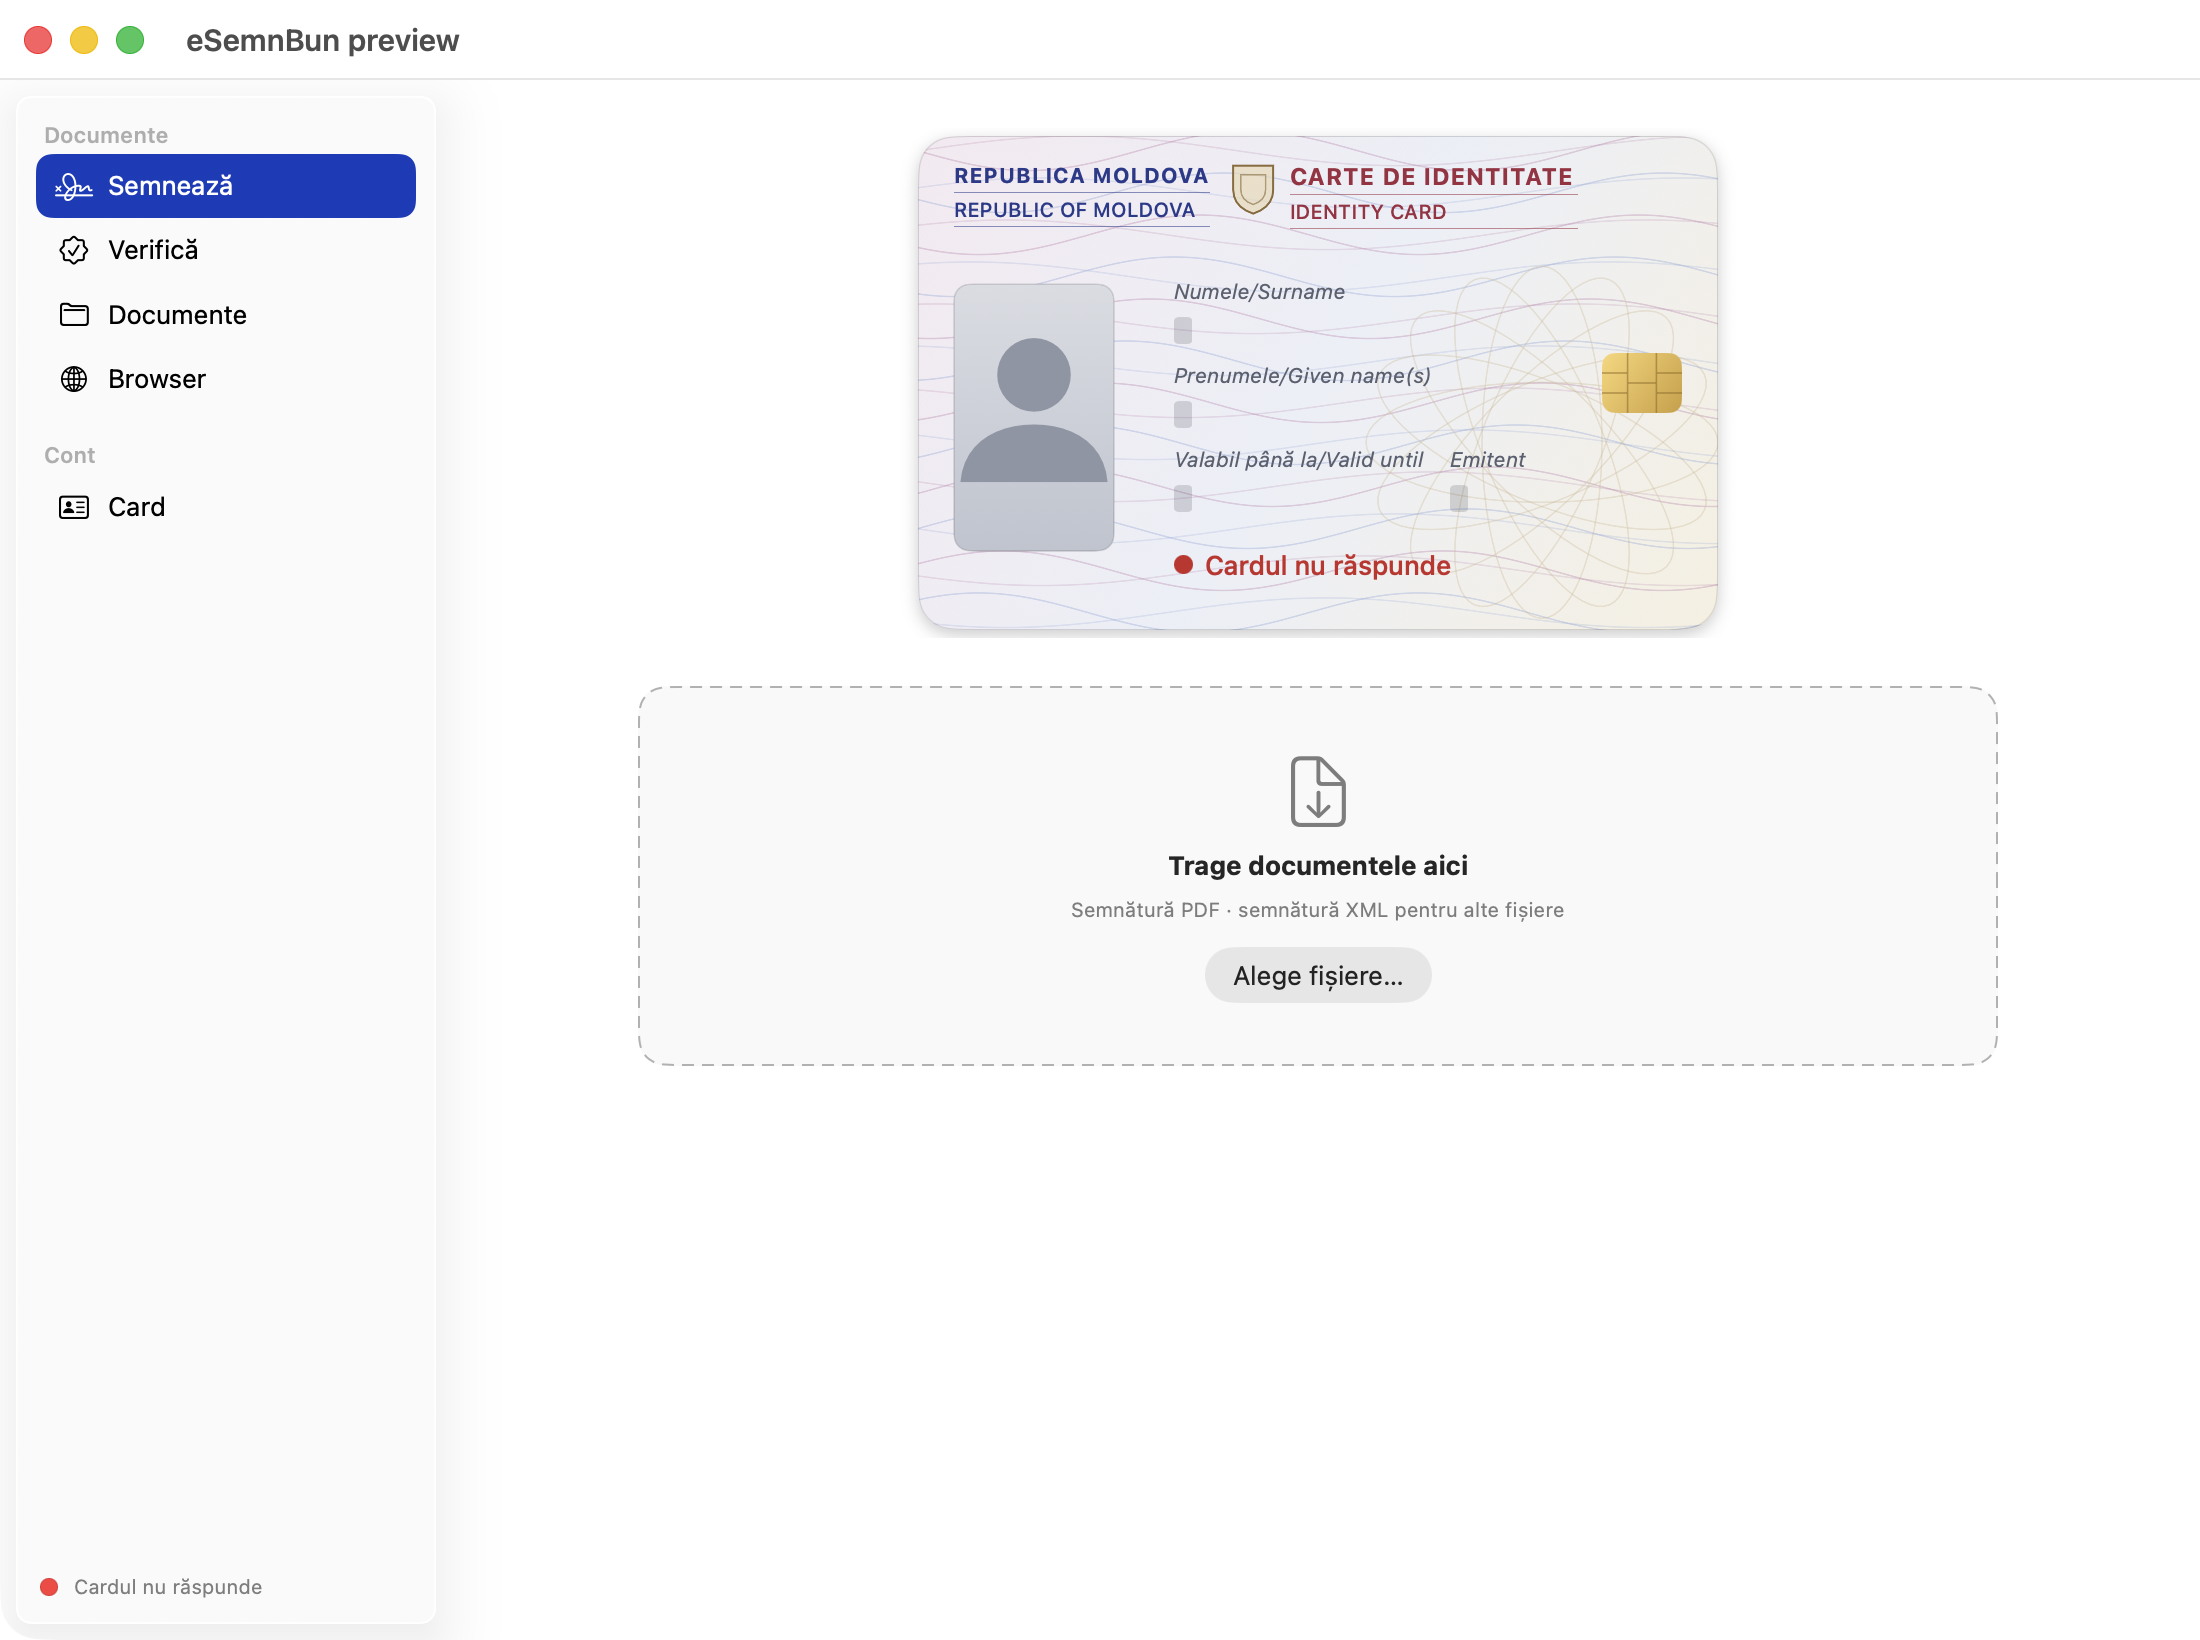 eSemnBun preview
Documente
Semnează
Verifică
Documente
Browser
Cont
Card
Cardul nu răspunde
REPUBLICA MOLDOVA
REPUBLIC OF MOLDOVA
CARTE DE IDENTITATE
IDENTITY CARD
Numele/Surname
Prenumele/Given name(s)
Valabil până la/Valid until
Emitent
Cardul nu răspunde
Trage documentele aici
Semnătură PDF · semnătură XML pentru alte fișiere
Alege fișiere...